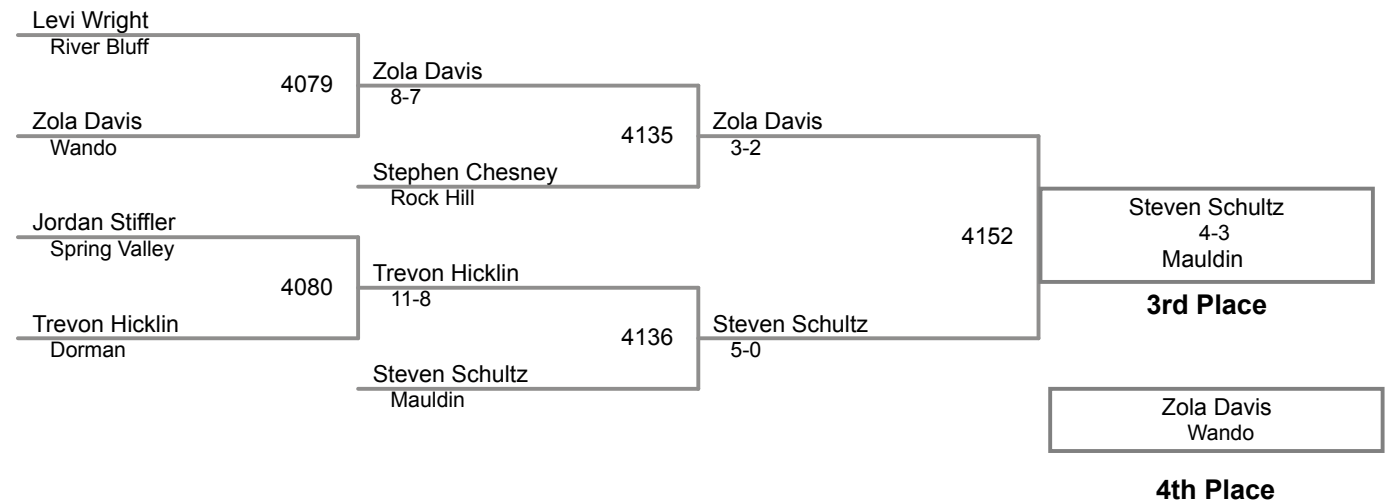 Levi Wright
River Bluff
4079
Zola Davis
8-7
Zola Davis
Wando
4135
Zola Davis
3-2
Stephen Chesney
Rock Hill
Jordan Stiffler
Spring Valley
4080
Trevon Hicklin
11-8
Trevon Hicklin
Dorman
4136
Steven Schultz
5-0
Steven Schultz
Mauldin
4152
Steven Schultz
4-3
Mauldin
3rd Place
Zola Davis
Wando
4th Place